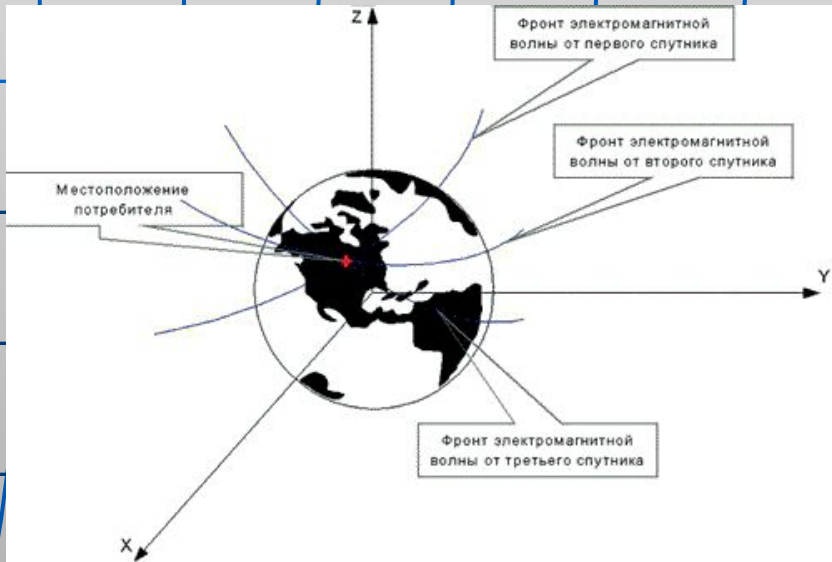 Z
Фронт электромагнитной
волны от первого спутника
Фронт электромагнитной
волны от второго спутника
Местоположение
потребителя
Y
Фронт электромагнитной
волны от третьего спутника
X